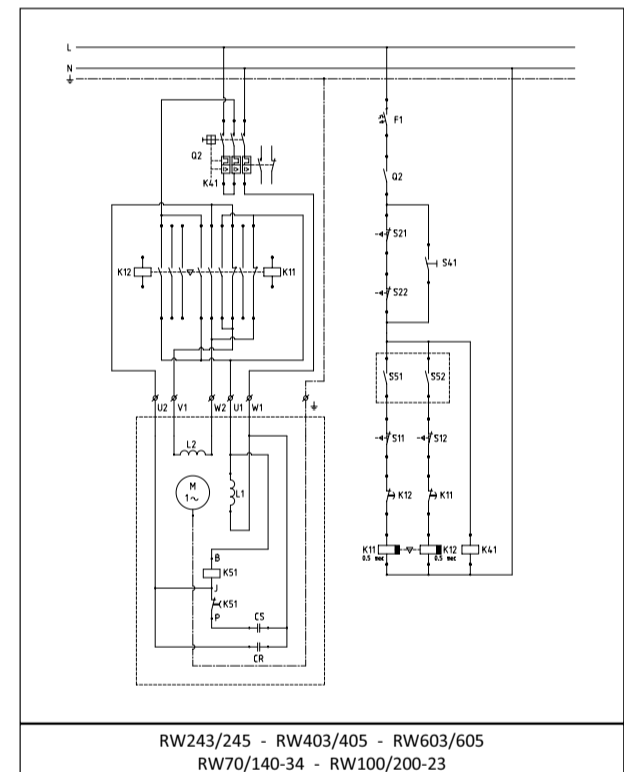 L
N
F1
Q2
K41
Q2
S21
S41
S22
K12
K11
S51
S52
U2
V1
W2
U1
W1
S11
S12
L2
M
1~
L1
K12
K11
B
K51
K11
0.5 sec
K12
0.5 sec
K41
J
K51
P
CS
CR
RW243/245 - RW403/405 - RW603/605
RW70/140-34 - RW100/200-23